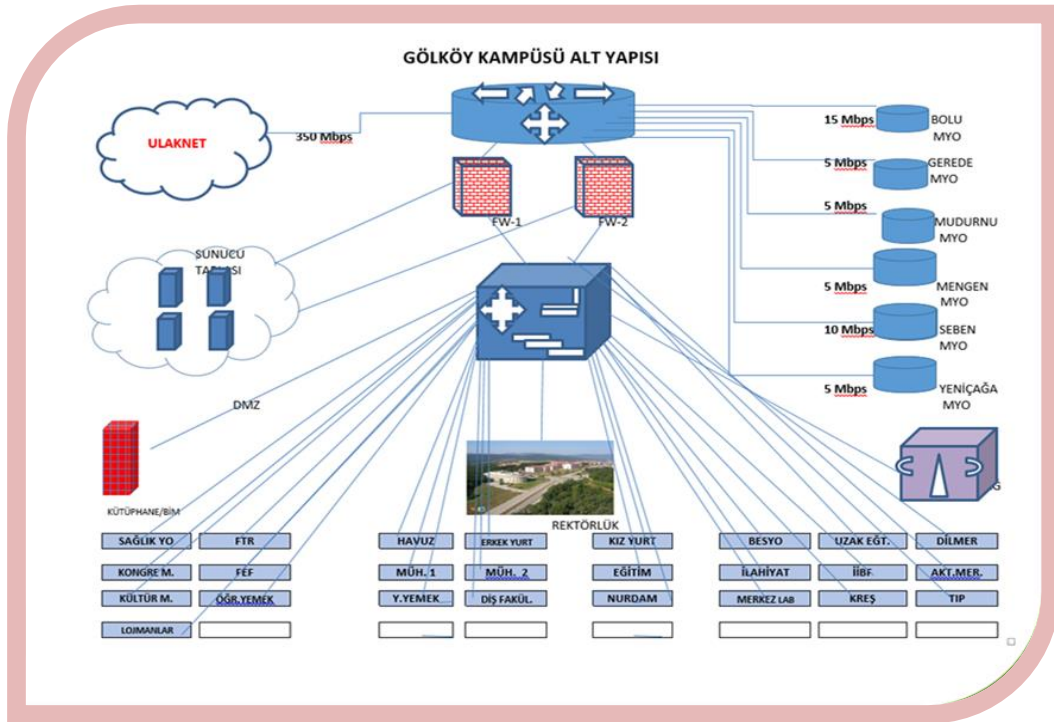 GÖLKÖY KAMPÜSÜ ALT YAPISI
ULAKNET
350 Mbps
15 Mbps
BOLU
MYO
5 Mbps
GEREDE
MYO
5 Mbps
MUDURNU
MYO
5 Mbps
MENGEN
MYO
10 Mbps
SEBEN
MYO
5 Mbps
YENİÇAĞA
MYO
FW-1
FW-2
SUNUCU
DMZ
KÜTÜPHANE/BİM
REKTÖRLÜK
G
SAĞLIK YO
FTR
HAVUZ
ERKEK YURT
KIZ YURT
BESYO
UZAK EĞT.
DİLMER
KONGRE M.
FEF
MÜH. 1
MÜH. 2
EĞİTİM
İLAHİYAT
İİBF
AKT.MER.
KÜLTÜR M.
ÖĞR.YEMEK
Y.YEMEK
DİŞ FAKÜL.
NURDAM
MERKEZ LAB
KREŞ
TIP
LOJMANLAR